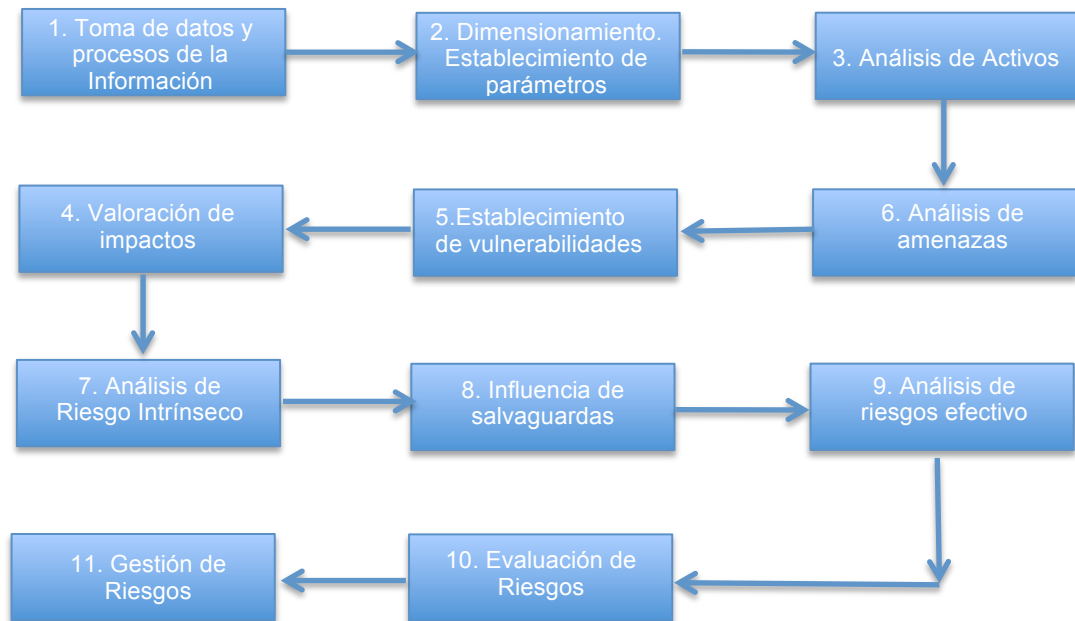 1. Toma de datos y
procesos de la
Información
2. Dimensionamiento.
Establecimiento de
parámetros
3. Análisis de Activos
4. Valoración de
impactos
5.Establecimiento
de vulnerabilidades
6. Análisis de
amenazas
7. Análisis de
Riesgo Intrínseco
8. Influencia de
salvaguardas
9. Análisis de
riesgos efectivo
11. Gestión de
Riesgos
10. Evaluación de
Riesgos